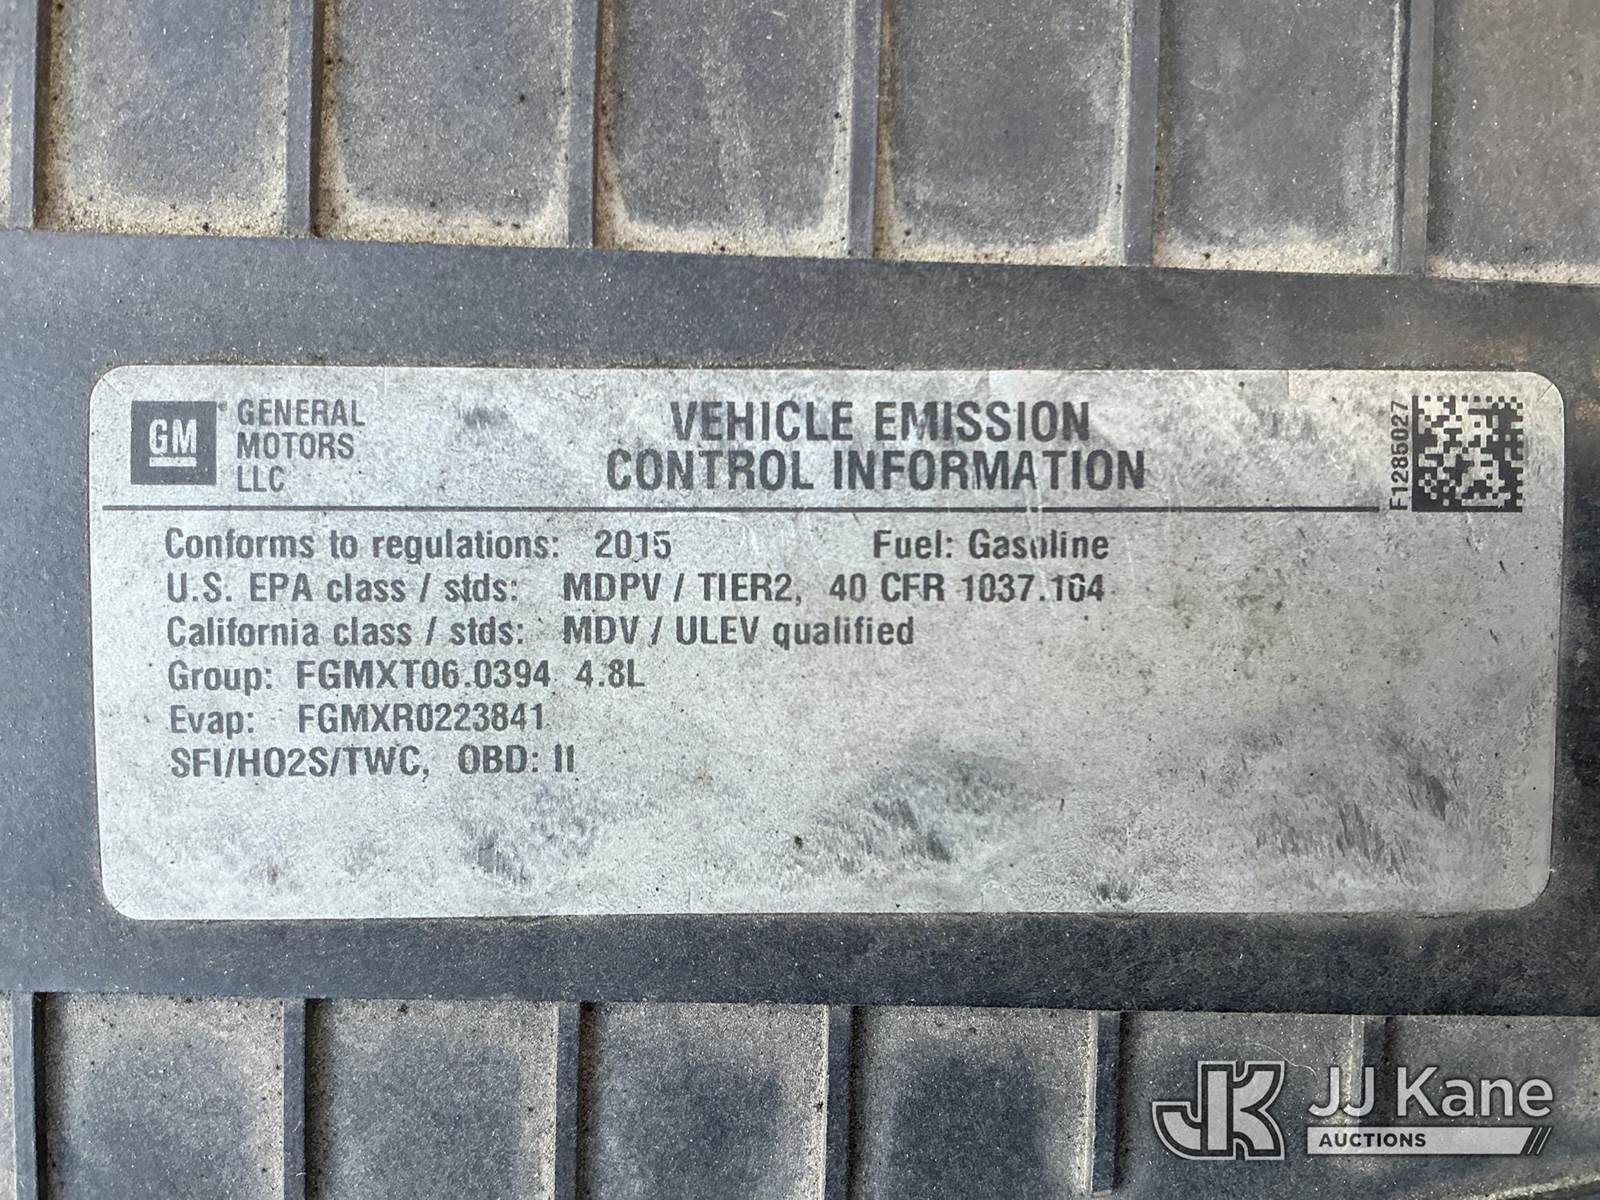 GM
GENERAL
MOTORS
LLC
VEHICLE EMISSION
CONTROL INFORMATION
F1285027
Conforms to regulations: 2015 Fuel: Gasoline
U.S. EPA class / stds: MDPV / TIER2, 40 CFR 1037.104
California class / stds: MDV / ULEV qualified
Group: FGMXT06.0394 4.8L
Evap: FGMXR0223841
SFI/HO2S/TWC, OBD: II
JK JJ Kane
AUCTIONS